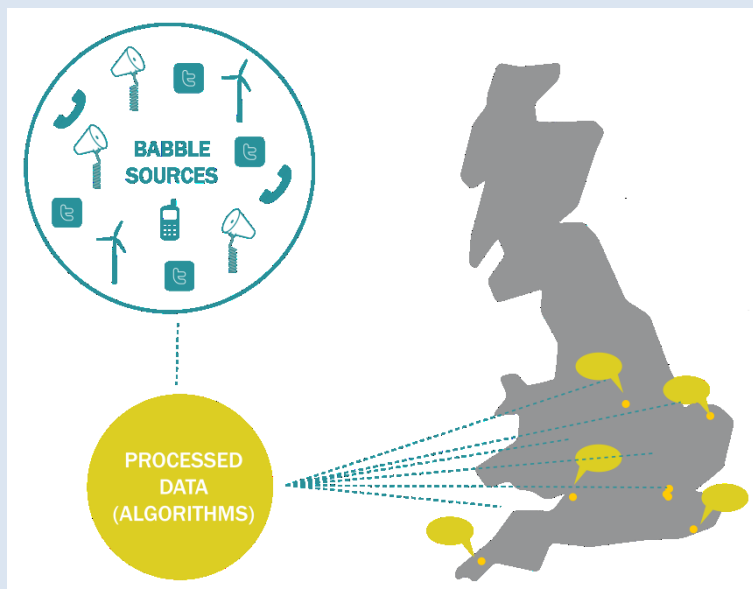 BABBLE
SOURCES
PROCESSED
DATA
(ALGORITHMS)